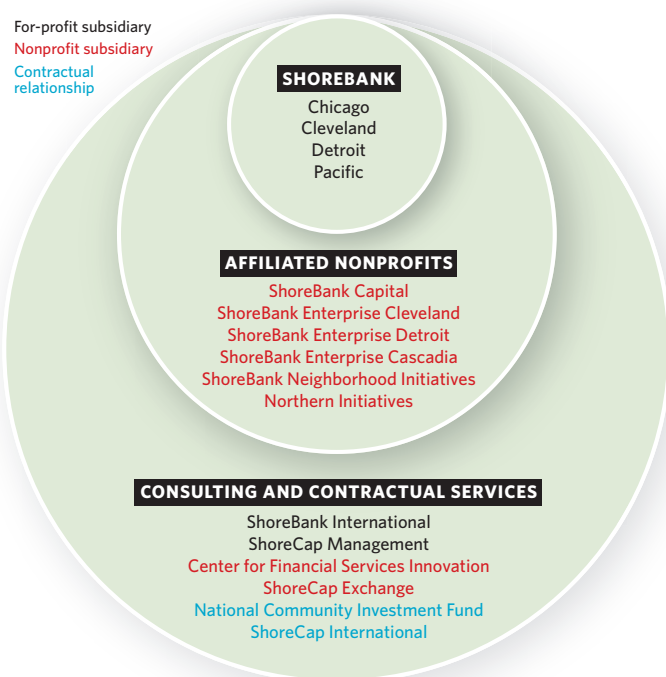 For-profit subsidiary
Nonprofit subsidiary
Contractual
relationship
SHOREBANK
Chicago
Cleveland
Detroit
Pacific
AFFILIATED NONPROFITS
ShoreBank Capital
ShoreBank Enterprise Cleveland
ShoreBank Enterprise Detroit
ShoreBank Enterprise Cascadia
ShoreBank Neighborhood Initiatives
Northern Initiatives
CONSULTING AND CONTRACTUAL SERVICES
ShoreBank International
ShoreCap Management
Center for Financial Services Innovation
ShoreCap Exchange
National Community Investment Fund
ShoreCap International